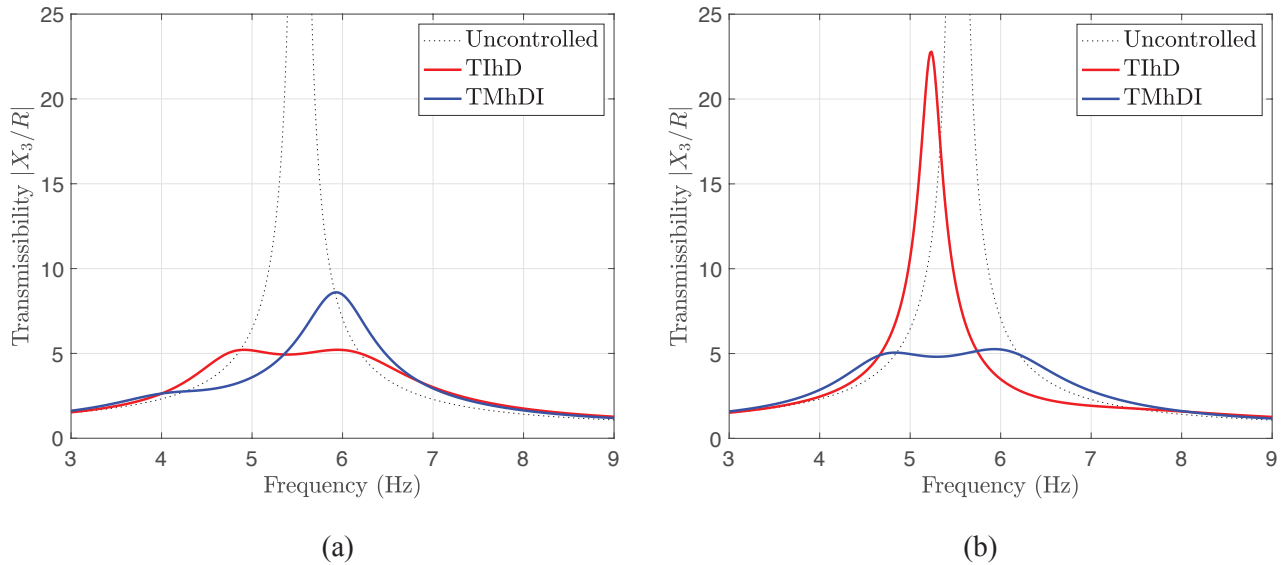 25
20
15
10
5
0
Transmissibility |X₃/R|
Uncontrolled
TIhD
TMhDI
3 4 5 6 7 8 9
Frequency (Hz)
(a)
25
20
15
10
5
0
Transmissibility |X₃/R|
Uncontrolled
TIhD
TMhDI
3 4 5 6 7 8 9
Frequency (Hz)
(b)